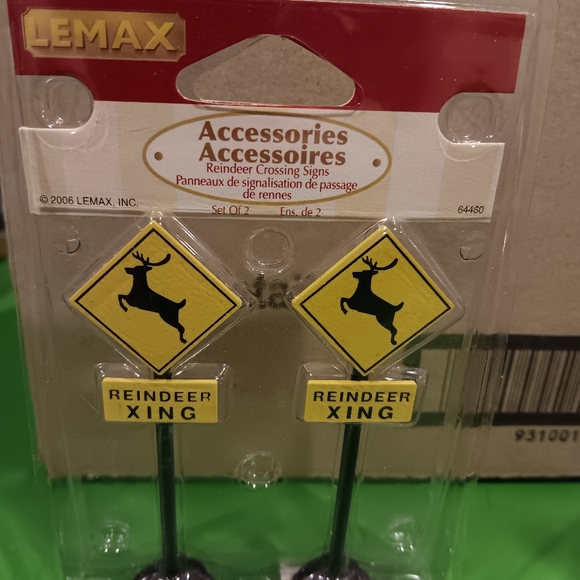 LEMAX
Accessories
Accessoires
Reindeer Crossing Signs
Panneaux de signalisation de passage
de rennes
Set Of 2 Ens. de 2
© 2006 LEMAX, INC.
64460
REINDEER
XING
REINDEER
XING
931001